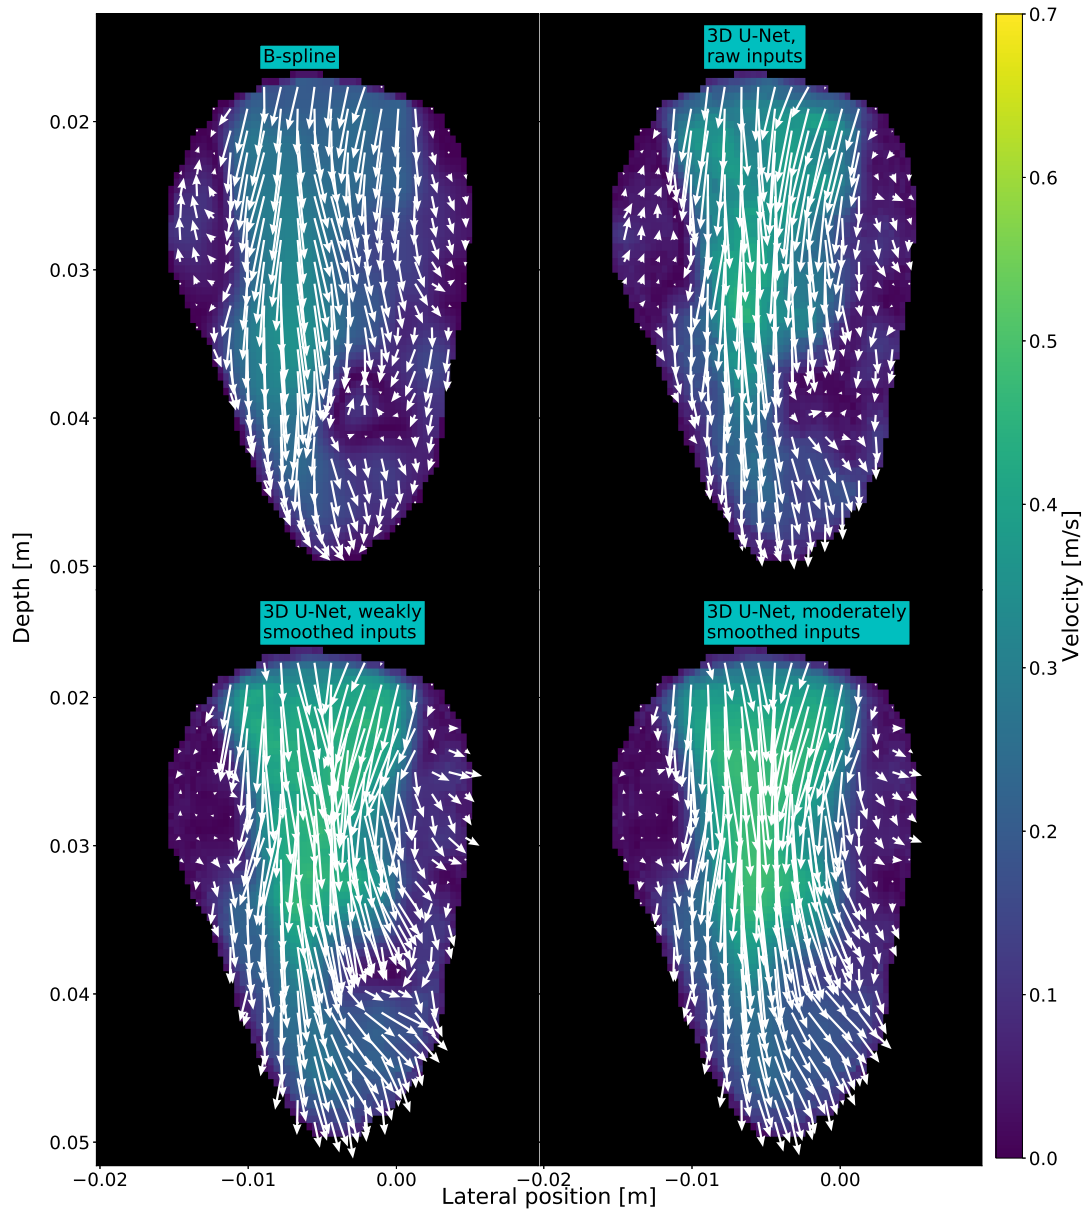 B-spline
3D U-Net,
raw inputs
0.02
0.03
0.04
0.05
3D U-Net, weakly
smoothed inputs
3D U-Net, moderately
smoothed inputs
0.02
0.03
0.04
0.05
−0.02
−0.01
0.00
−0.02
−0.01
0.00
Lateral position [m]
Depth [m]
0.7
0.6
0.5
0.4
0.3
0.2
0.1
0.0
Velocity [m/s]